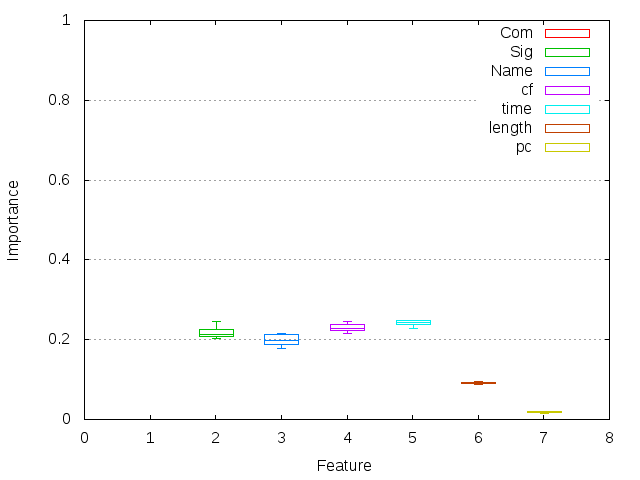 1
0.8
0.6
0.4
0.2
0
Importance
Com
Sig
Name
cf
time
length
pc
0 1 2 3 4 5 6 7 8
Feature